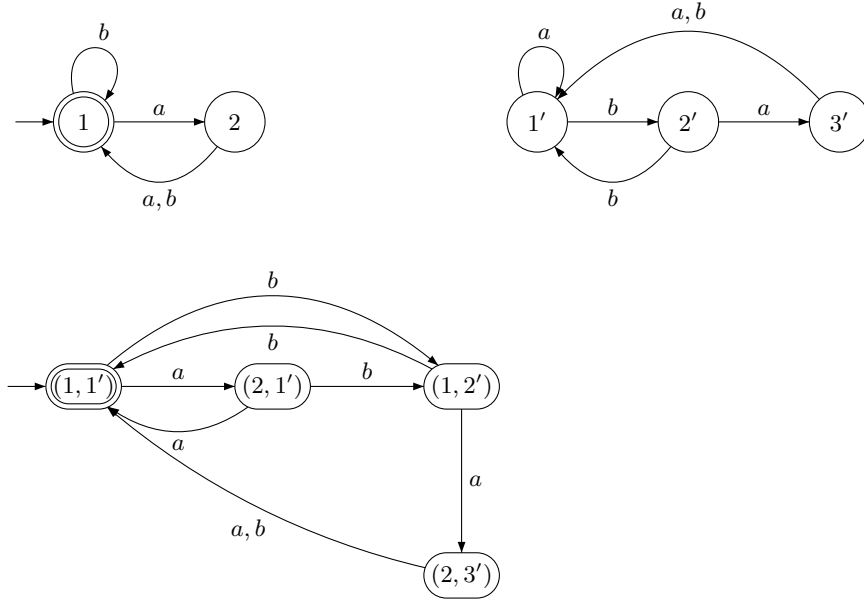 b
a
1
2
a, b
a, b
a
b
a
1′
2′
3′
b
b
b
a
b
(1, 1′)
(2, 1′)
(1, 2′)
a
a
a, b
(2, 3′)